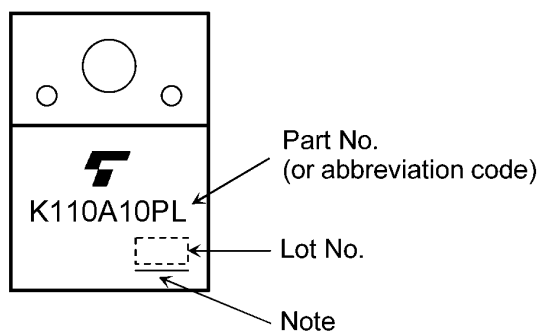 Part No.
(or abbreviation code)
K110A10PL
Lot No.
Note